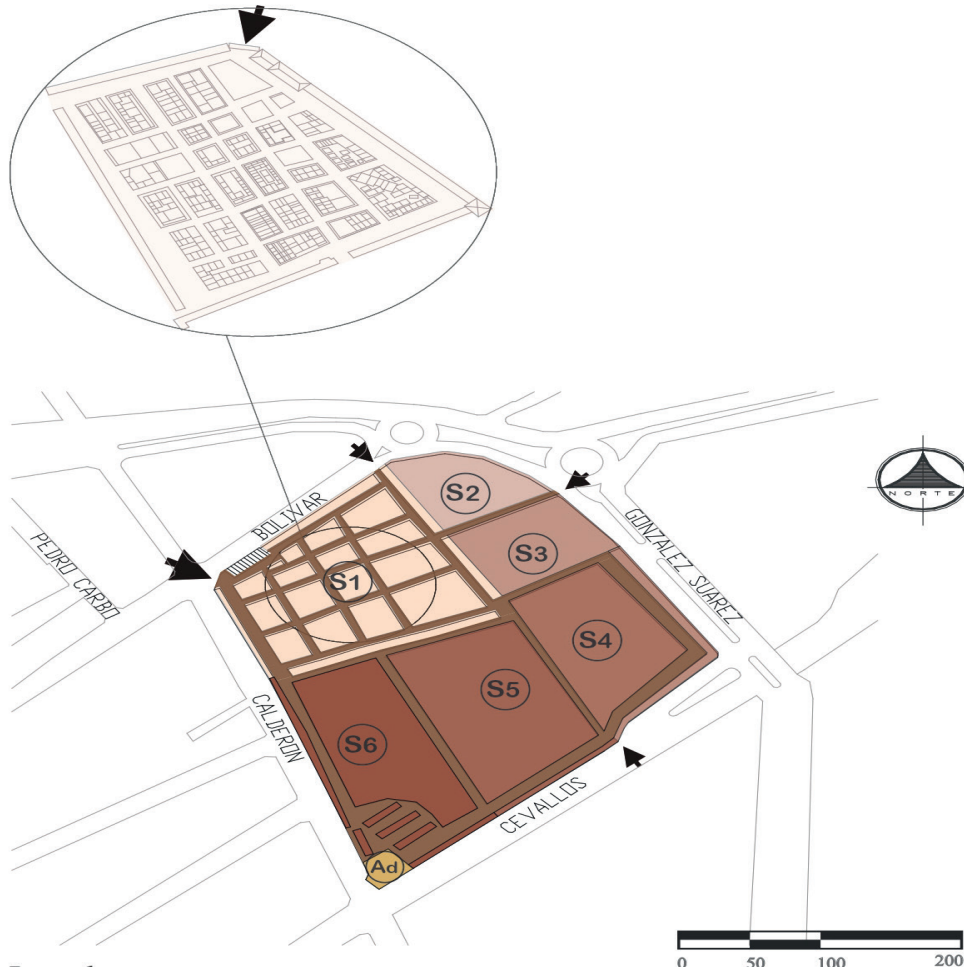 BOLIVAR
S2
NORTE
PEDRO CARBO
GONZALEZ SUAREZ
S3
S1
S4
S5
CALDERON
S6
CEVALLOS
Ad
0 50 100 200